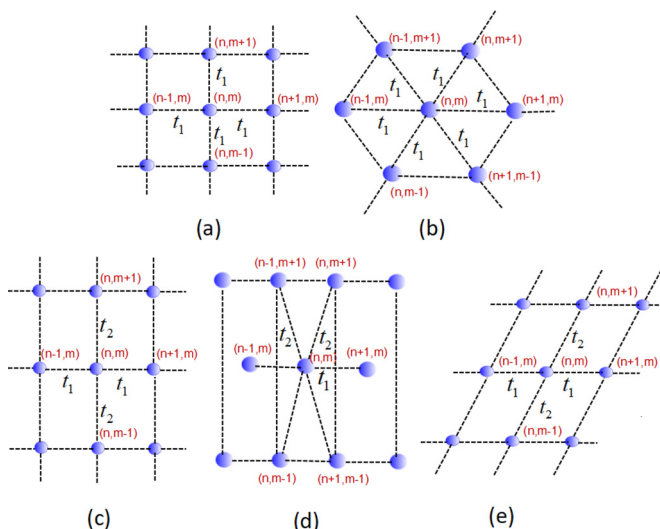 (n,m+1)
t1
(n-1,m) (n,m) (n+1,m)
t1 t1
t1
(n,m-1)
(a)
(n-1,m+1) (n,m+1)
t1 t1
(n-1,m) (n,m) (n+1,m)
t1 t1
t1 t1
(n,m-1) (n+1,m-1)
(b)
(n,m+1)
t2
(n-1,m) (n,m) (n+1,m)
t1 t1
t2
(n,m-1)
(c)
(n-1,m+1) (n,m+1)
t2 t2
(n-1,m) (n,m) (n+1,m)
t1
(n,m-1) (n+1,m-1)
(d)
(n,m+1)
t2
(n-1,m) (n,m) (n+1,m)
t1 t1
t2
(n,m-1)
(e)